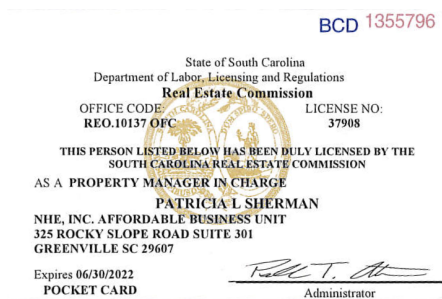 BCD 1355796
State of South Carolina
Department of Labor, Licensing and Regulations
Real Estate Commission
OFFICE CODE: LICENSE NO:
REO.10137 OFC 37908
THIS PERSON LISTED BELOW HAS BEEN DULY LICENSED BY THE
SOUTH CAROLINA REAL ESTATE COMMISSION
AS A PROPERTY MANAGER IN CHARGE
PATRICIA L SHERMAN
NHE, INC. AFFORDABLE BUSINESS UNIT
325 ROCKY SLOPE ROAD SUITE 301
GREENVILLE SC 29607
Expires 06/30/2022
POCKET CARD Administrator